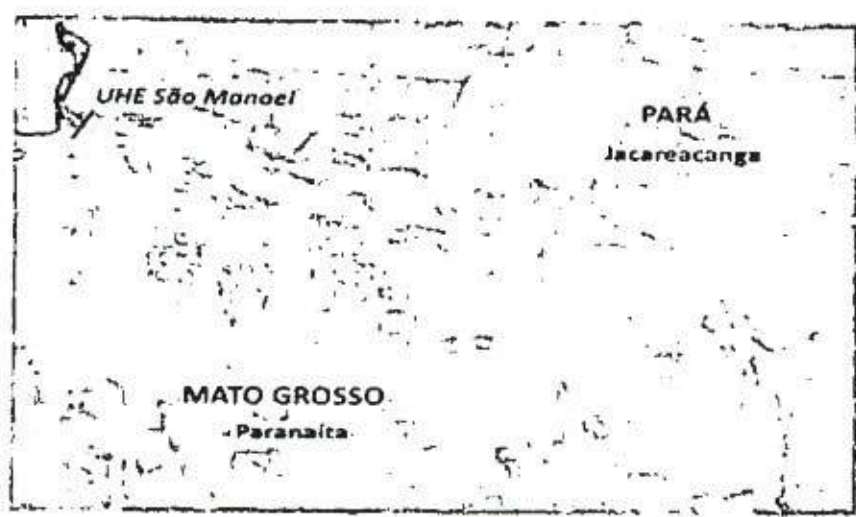 UHE São Manoel
PARÁ
Jacareacanga
MATO GROSSO
Paranaíta